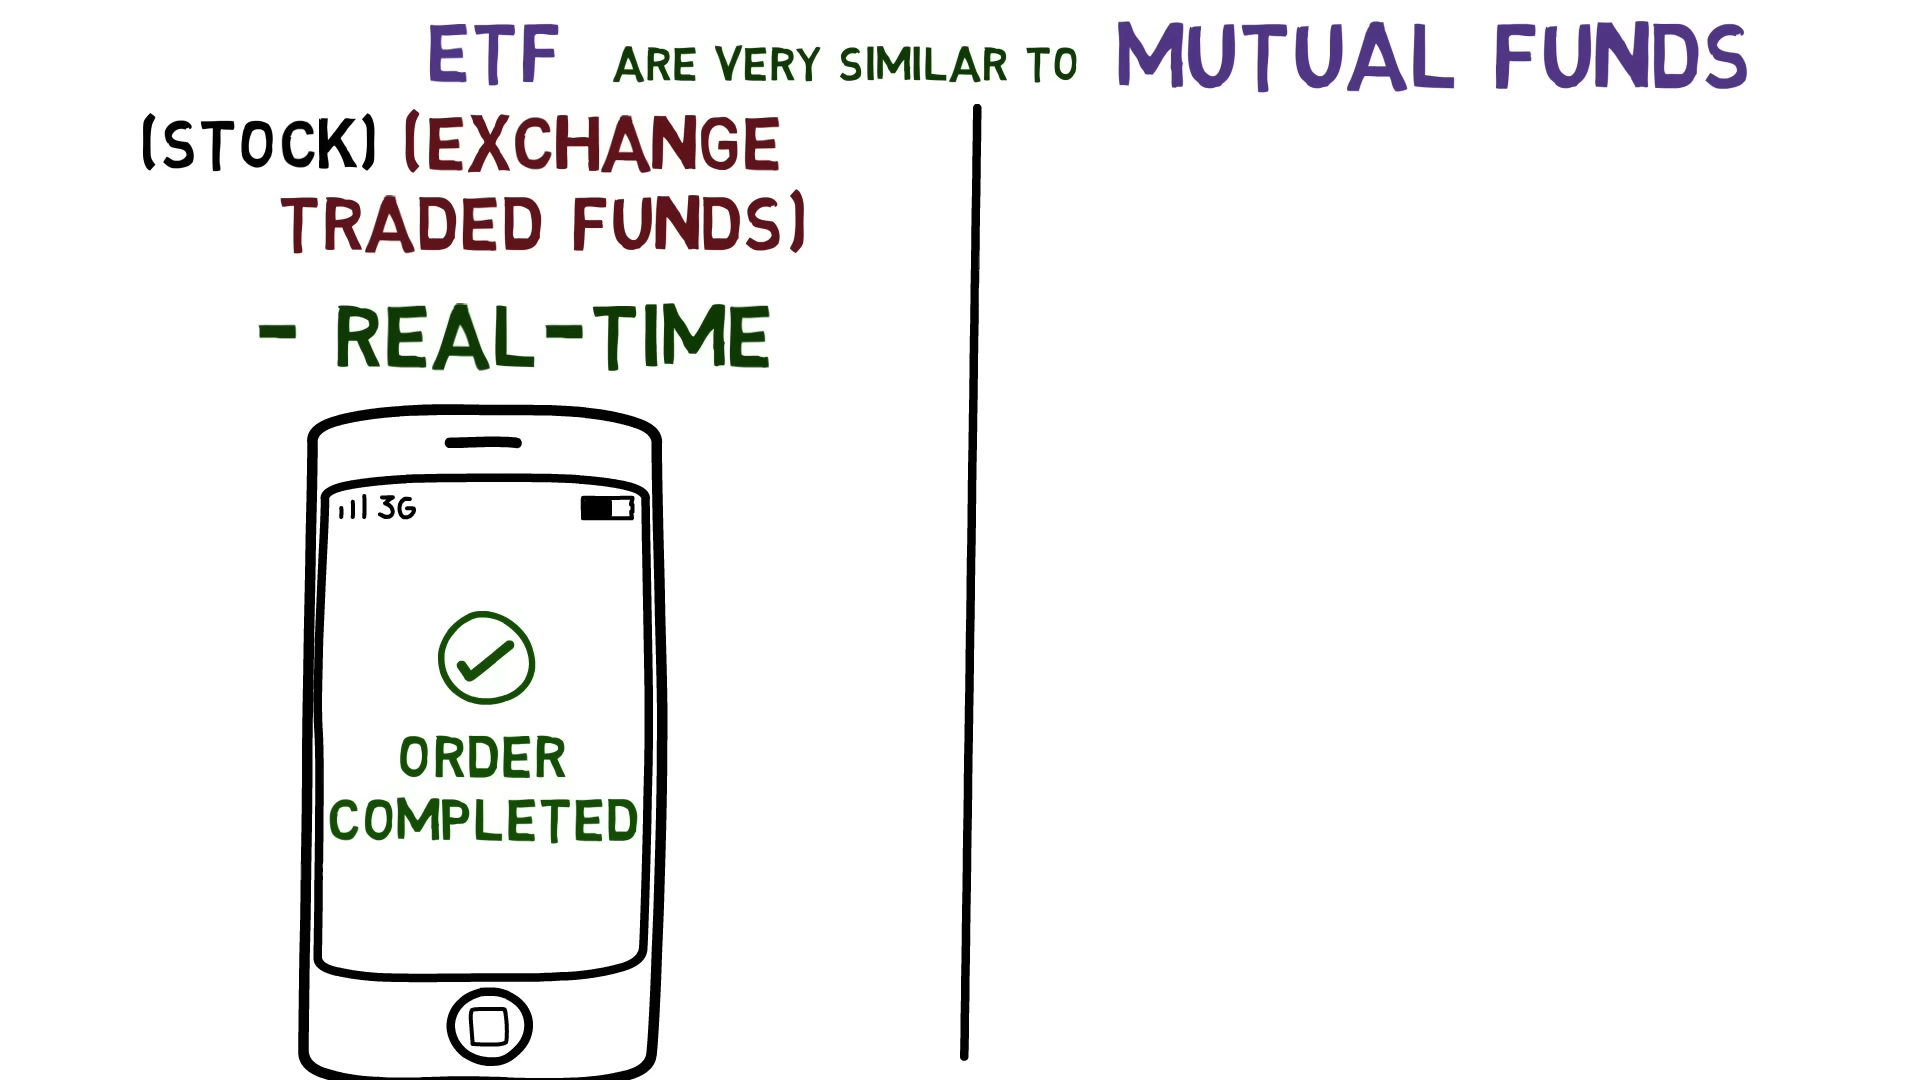 ETF ARE VERY SIMILAR TO MUTUAL FUNDS
(STOCK) (EXCHANGE
TRADED FUNDS)
- REAL-TIME
3G
ORDER
COMPLETED